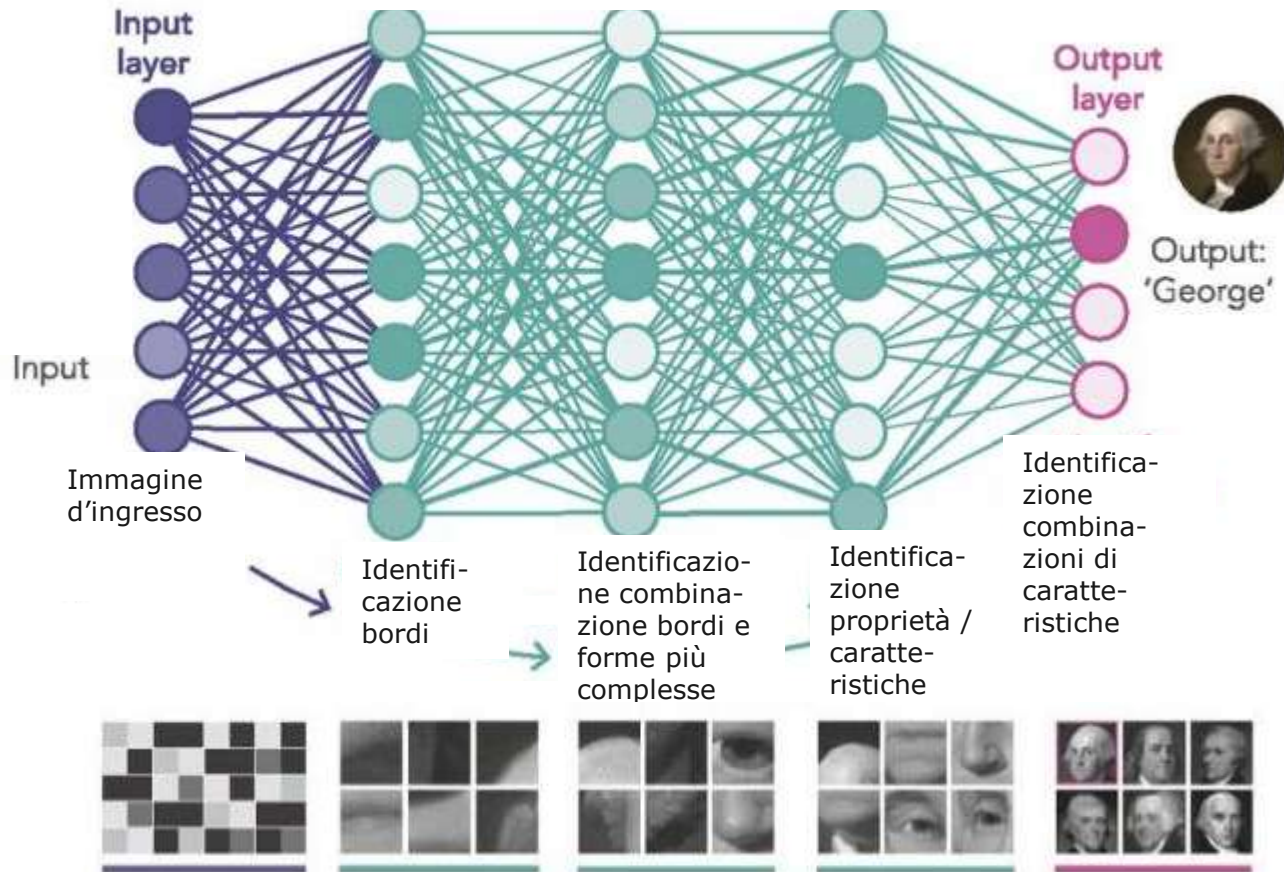 Input
layer
Output
layer
Output:
'George'
Input
Immagine
d'ingresso
Identifi-
cazione
bordi
Identificazio-
ne combina-
zione bordi e
forme più
complesse
Identifica-
zione
proprietà /
caratte-
ristiche
Identifica-
zione
combina-
zioni di
caratte-
ristiche